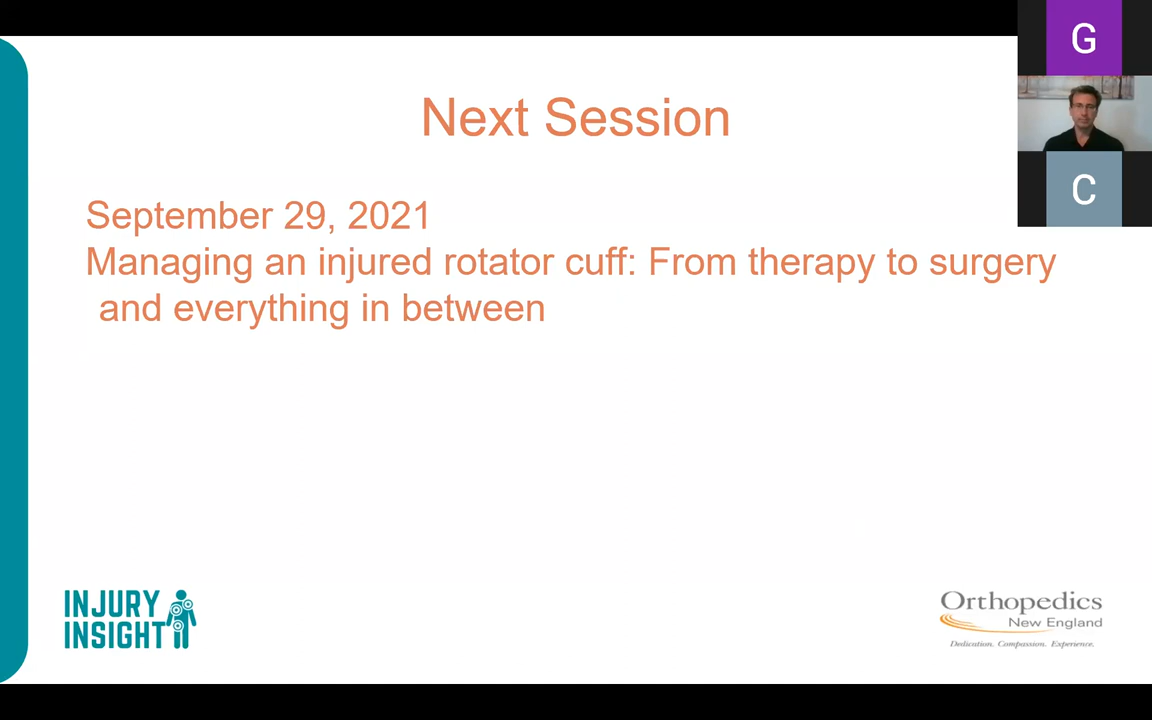 Next Session
September 29, 2021
Managing an injured rotator cuff: From therapy to surgery
and everything in between
INJURY
INSIGHT
Orthopedics
New England
Dedication. Compassion. Experience.
G
C